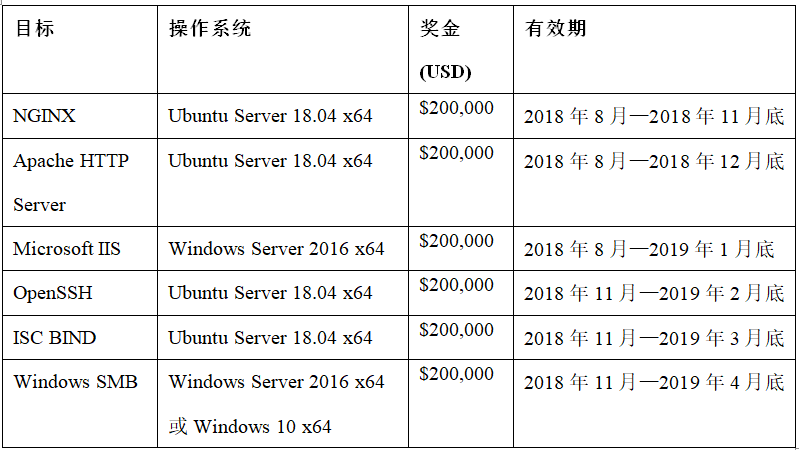 目标 操作系统 奖金 有效期
(USD)
NGINX Ubuntu Server 18.04 x64 $200,000 2018 年 8 月—2018 年 11 月底
Apache HTTP Ubuntu Server 18.04 x64 $200,000 2018 年 8 月—2018 年 12 月底
Server
Microsoft IIS Windows Server 2016 x64 $200,000 2018 年 8 月—2019 年 1 月底
OpenSSH Ubuntu Server 18.04 x64 $200,000 2018 年 11 月—2019 年 2 月底
ISC BIND Ubuntu Server 18.04 x64 $200,000 2018 年 11 月—2019 年 3 月底
Windows SMB Windows Server 2016 x64 $200,000 2018 年 11 月—2019 年 4 月底
或 Windows 10 x64